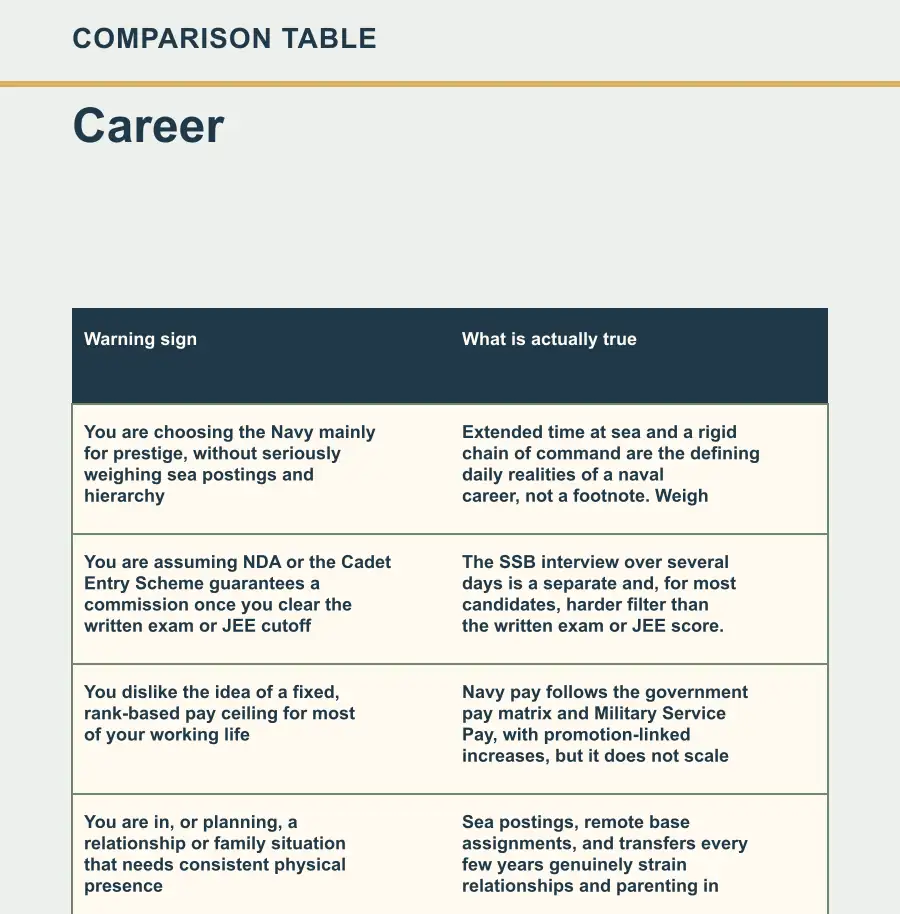 COMPARISON TABLE
Career
Warning sign
What is actually true
You are choosing the Navy mainly
for prestige, without seriously
weighing sea postings and
hierarchy
Extended time at sea and a rigid
chain of command are the defining
daily realities of a naval
career, not a footnote. Weigh
You are assuming NDA or the Cadet
Entry Scheme guarantees a
commission once you clear the
written exam or JEE cutoff
The SSB interview over several
days is a separate and, for most
candidates, harder filter than
the written exam or JEE score.
You dislike the idea of a fixed,
rank-based pay ceiling for most
of your working life
Navy pay follows the government
pay matrix and Military Service
Pay, with promotion-linked
increases, but it does not scale
You are in, or planning, a
relationship or family situation
that needs consistent physical
presence
Sea postings, remote base
assignments, and transfers every
few years genuinely strain
relationships and parenting in